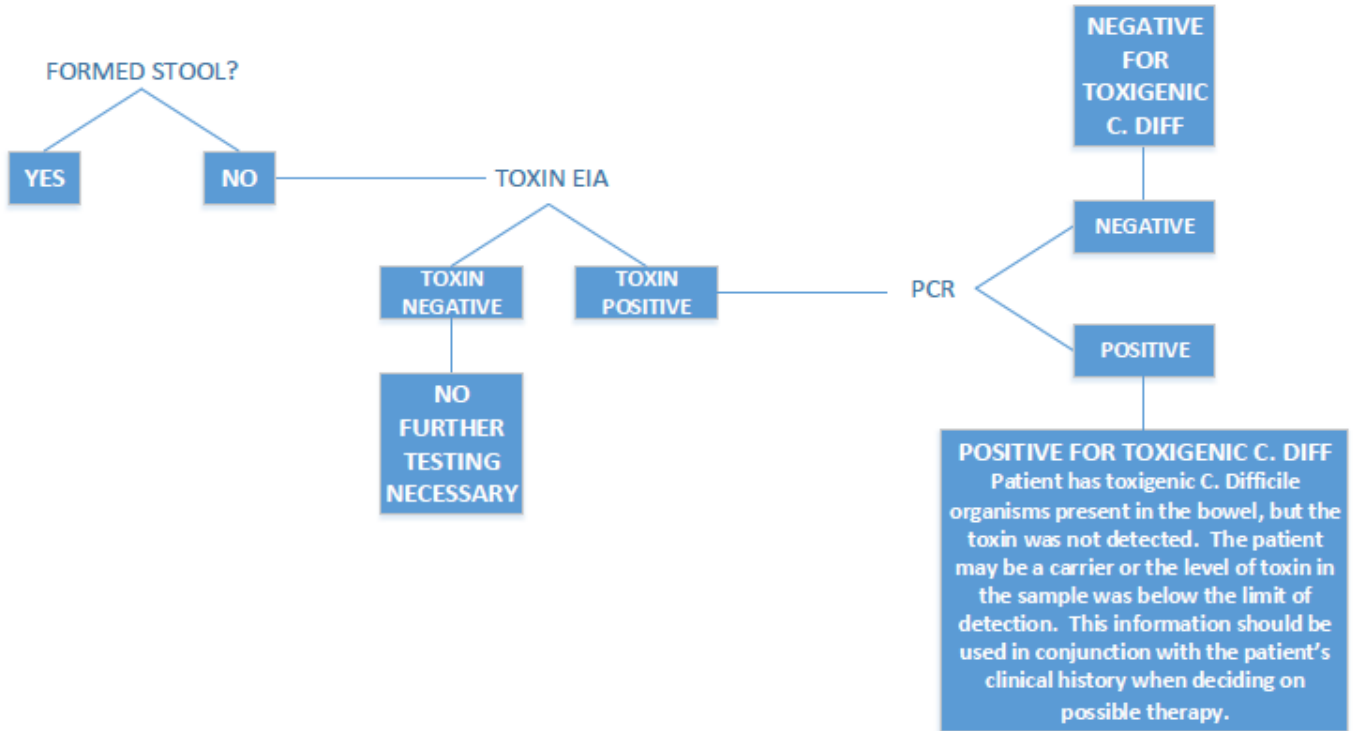 FORMED STOOL?
YES
NO
TOXIN EIA
TOXIN
NEGATIVE
TOXIN
POSITIVE
NO
FURTHER
TESTING
NECESSARY
PCR
NEGATIVE
FOR
TOXIGENIC
C. DIFF
NEGATIVE
POSITIVE
POSITIVE FOR TOXIGENIC C. DIFF
Patient has toxigenic C. Difficile
organisms present in the bowel, but the
toxin was not detected. The patient
may be a carrier or the level of toxin in
the sample was below the limit of
detection. This information should be
used in conjunction with the patient’s
clinical history when deciding on
possible therapy.